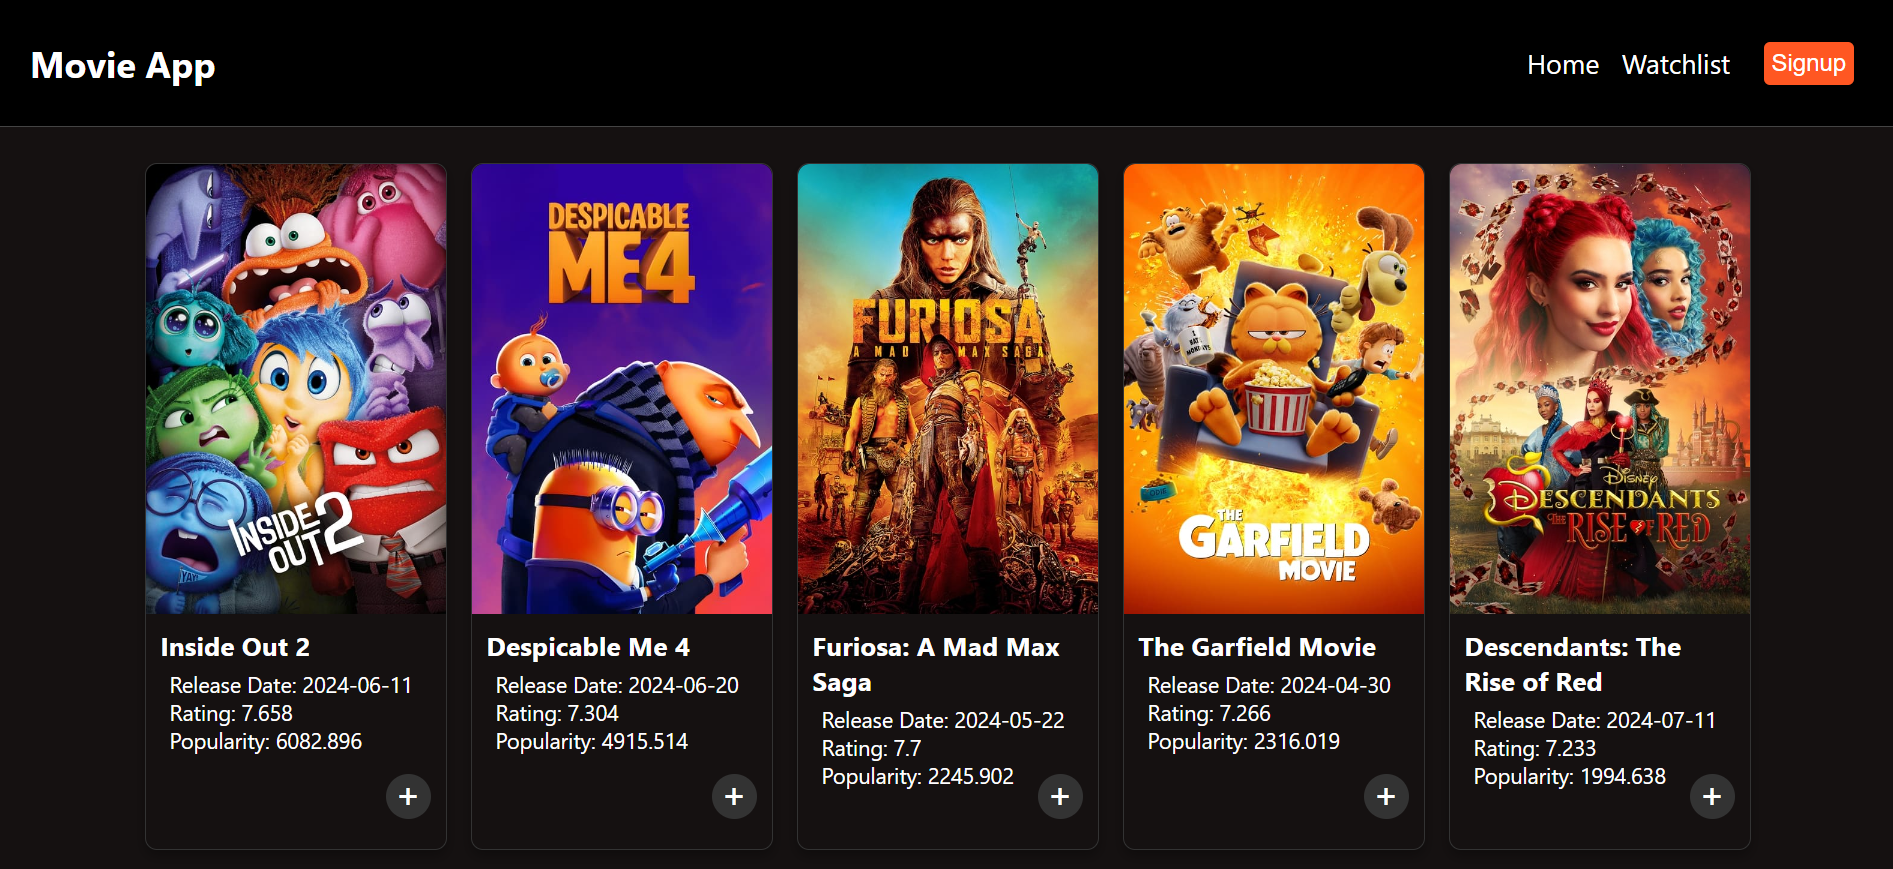 Movie App
Home Watchlist Signup
DESPICABLE
ME4
FURIOSA
A MAD MAX SAGA
I HATE
MONDAYS
YAY!
INSIDE
OUT 2
ODIE
THE
GARFIELD
MOVIE
Disney
DESCENDANTS
THE RISE OF RED
Inside Out 2
Release Date: 2024-06-11
Rating: 7.658
Popularity: 6082.896
+
Despicable Me 4
Release Date: 2024-06-20
Rating: 7.304
Popularity: 4915.514
+
Furiosa: A Mad Max
Saga
Release Date: 2024-05-22
Rating: 7.7
Popularity: 2245.902
+
The Garfield Movie
Release Date: 2024-04-30
Rating: 7.266
Popularity: 2316.019
+
Descendants: The
Rise of Red
Release Date: 2024-07-11
Rating: 7.233
Popularity: 1994.638
+